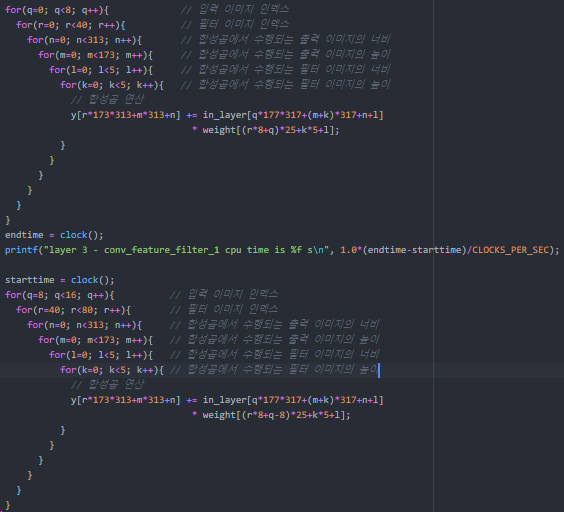 for(q=0; q<8; q++){ // 입력 이미지 인덱스
for(r=0; r<40; r++){ // 필터 이미지 인덱스
for(n=0; n<313; n++){ // 합성곱에서 수행되는 출력 이미지의 너비
for(m=0; m<173; m++){ // 합성곱에서 수행되는 출력 이미지의 높이
for(l=0; l<5; l++){ // 합성곱에서 수행되는 필터 이미지의 너비
for(k=0; k<5; k++){ // 합성곱에서 수행되는 필터 이미지의 높이
// 합성곱 연산
y[r*173*313+m*313+n] += in_layer[q*177*317+(m+k)*317+n+l]
* weight[(r*8+q)*25+k*5+l];
}
}
}
}
}
}
endtime = clock();
printf("layer 3 - conv_feature_filter_1 cpu time is %f s\n", 1.0*(endtime-starttime)/CLOCKS_PER_SEC);
starttime = clock();
for(q=8; q<16; q++){ // 입력 이미지 인덱스
for(r=40; r<80; r++){ // 필터 이미지 인덱스
for(n=0; n<313; n++){ // 합성곱에서 수행되는 출력 이미지의 너비
for(m=0; m<173; m++){ // 합성곱에서 수행되는 출력 이미지의 높이
for(l=0; l<5; l++){ // 합성곱에서 수행되는 필터 이미지의 너비
for(k=0; k<5; k++){ // 합성곱에서 수행되는 필터 이미지의 높이
// 합성곱 연산
y[r*173*313+m*313+n] += in_layer[q*177*317+(m+k)*317+n+l]
* weight[(r*8+q-8)*25+k*5+l];
}
}
}
}
}
}